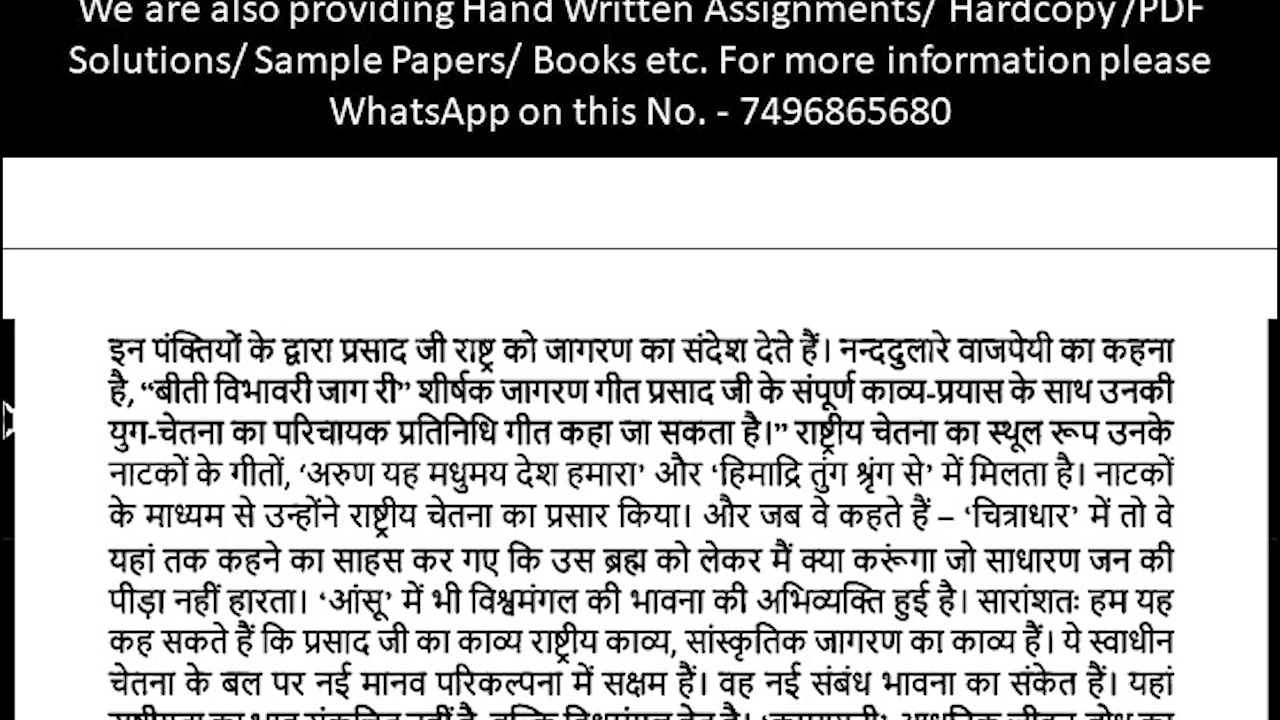 We are also providing Hand Written Assignments/ Hardcopy /PDF
Solutions/ Sample Papers/ Books etc. For more information please
WhatsApp on this No. - 7496865680
इन पंक्तियों के द्वारा प्रसाद जी राष्ट्र को जागरण का संदेश देते हैं। नन्ददुलारे वाजपेयी का कहना
है, “बीती विभावरी जाग री” शीर्षक जागरण गीत प्रसाद जी के संपूर्ण काव्य-प्रयास के साथ उनकी
युग-चेतना का परिचायक प्रतिनिधि गीत कहा जा सकता है।” राष्ट्रीय चेतना का स्थूल रूप उनके
नाटकों के गीतों, ‘अरुण यह मधुमय देश हमारा’ और ‘हिमाद्रि तुंग श्रृंग से’ में मिलता है। नाटकों
के माध्यम से उन्होंने राष्ट्रीय चेतना का प्रसार किया। और जब वे कहते हैं – ‘चित्राधार’ में तो वे
यहां तक कहने का साहस कर गए कि उस ब्रह्म को लेकर मैं क्या करूंगा जो साधारण जन की
पीड़ा नहीं हारता। ‘आंसू’ में भी विश्वमंगल की भावना की अभिव्यक्ति हुई है। सारांशतः हम यह
कह सकते हैं कि प्रसाद जी का काव्य राष्ट्रीय काव्य, सांस्कृतिक जागरण का काव्य हैं। ये स्वाधीन
चेतना के बल पर नई मानव परिकल्पना में सक्षम हैं। वह नई संबंध भावना का संकेत हैं। यहां